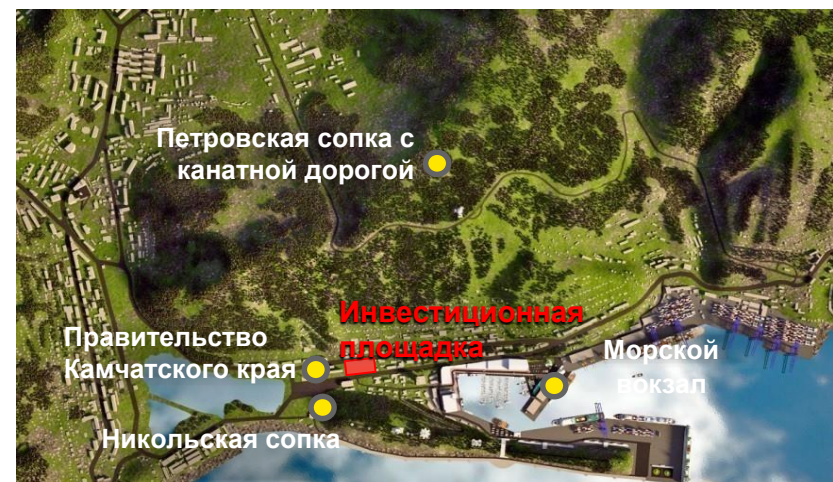 Петровская сопка с
канатной дорогой
Инвестиционная
площадка
Правительство
Камчатского края
Морской
вокзал
Никольская сопка